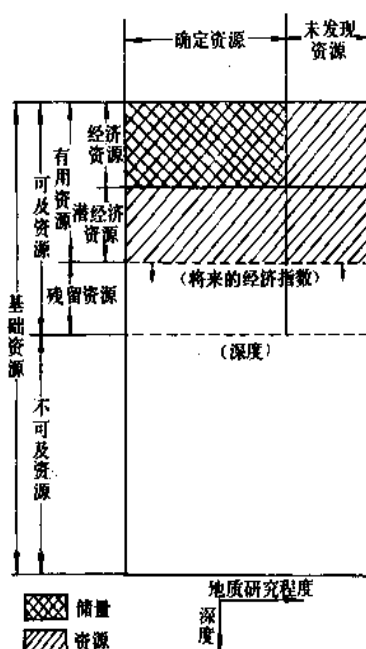 确定资源
未发现
资源
经济
资源
有用资源
可及资源
潜经济
资源
(将来的经济指数)
残留资源
基础资源
(深度)
不可及资源
地质研究程度
储量
深度
资源